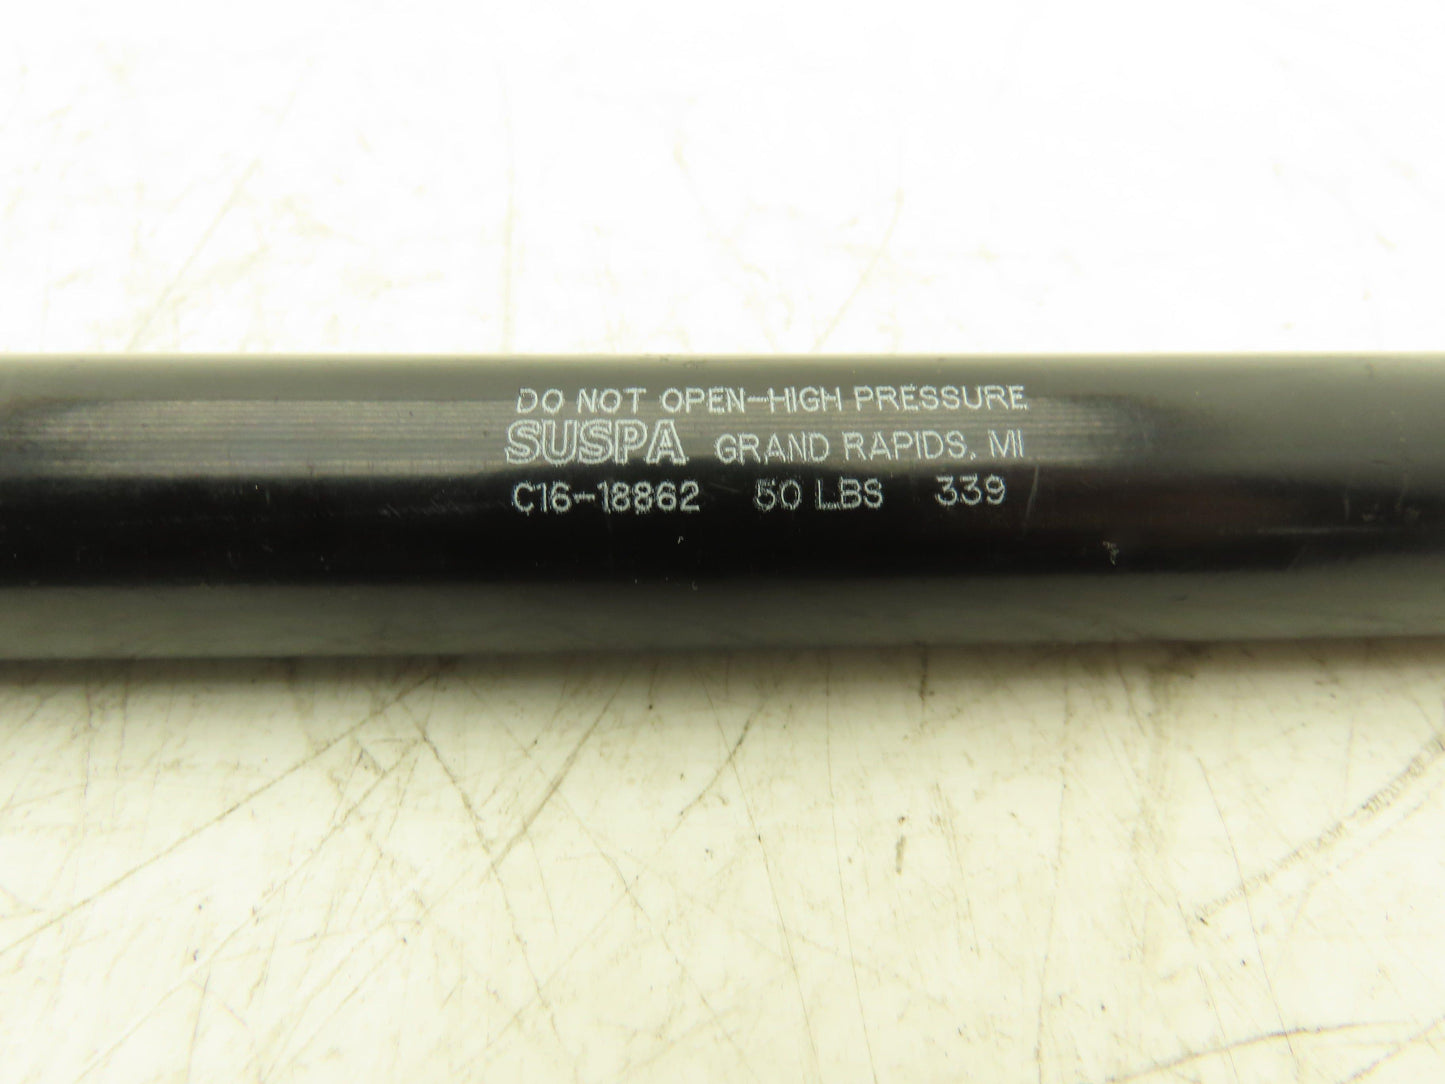 DO NOT OPEN-HIGH PRESSURE
SUSPA GRAND RAPIDS, MI
C16-18862 50 LBS 339